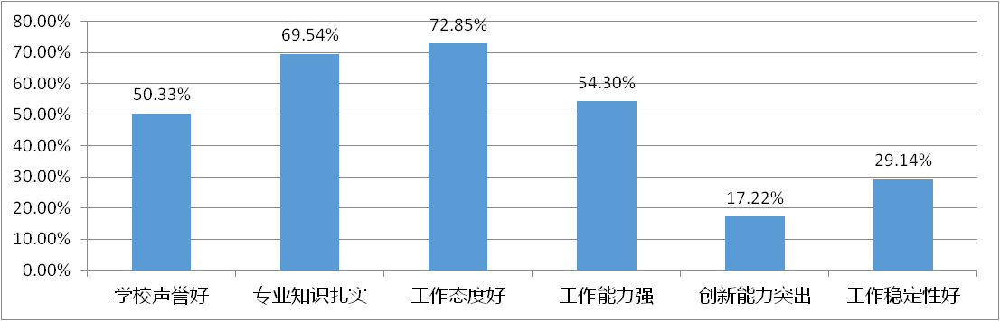 80.00%
70.00%
60.00%
50.00%
40.00%
30.00%
20.00%
10.00%
0.00%
50.33%
69.54%
72.85%
54.30%
17.22%
29.14%
学校声誉好
专业知识扎实
工作态度好
工作能力强
创新能力突出
工作稳定性好